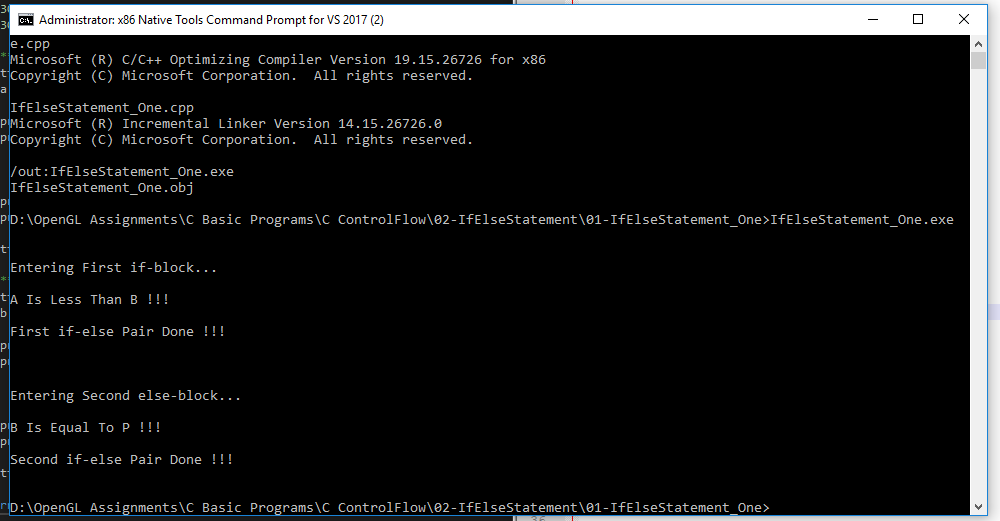 Administrator: x86 Native Tools Command Prompt for VS 2017 (2)
e.cpp
Microsoft (R) C/C++ Optimizing Compiler Version 19.15.26726 for x86
Copyright (C) Microsoft Corporation.  All rights reserved.
IfElseStatement_One.cpp
Microsoft (R) Incremental Linker Version 14.15.26726.0
Copyright (C) Microsoft Corporation.  All rights reserved.
/out:IfElseStatement_One.exe
IfElseStatement_One.obj
D:\OpenGL Assignments\C Basic Programs\C ControlFlow\02-IfElseStatement\01-IfElseStatement_One>IfElseStatement_One.exe
Entering First if-block...
A Is Less Than B !!!
First if-else Pair Done !!!
Entering Second else-block...
B Is Equal To P !!!
Second if-else Pair Done !!!
D:\OpenGL Assignments\C Basic Programs\C ControlFlow\02-IfElseStatement\01-IfElseStatement_One>